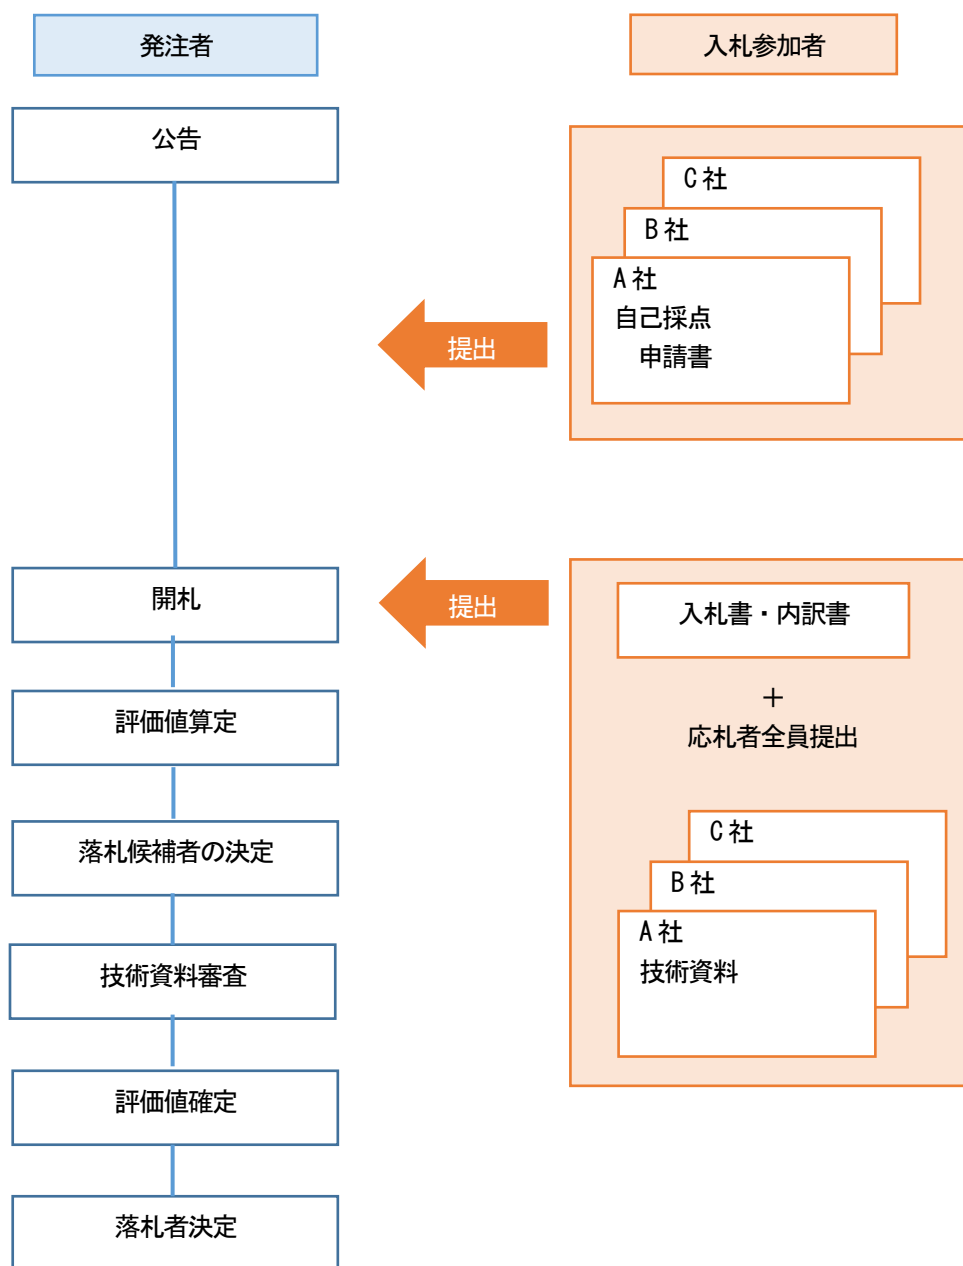 発注者
入札参加者
公告
C社
B社
A社
自己採点
申請書
提出
開札
提出
入札書・内訳書
＋
応札者全員提出
評価値算定
落札候補者の決定
C社
B社
A社
技術資料
技術資料審査
評価値確定
落札者決定